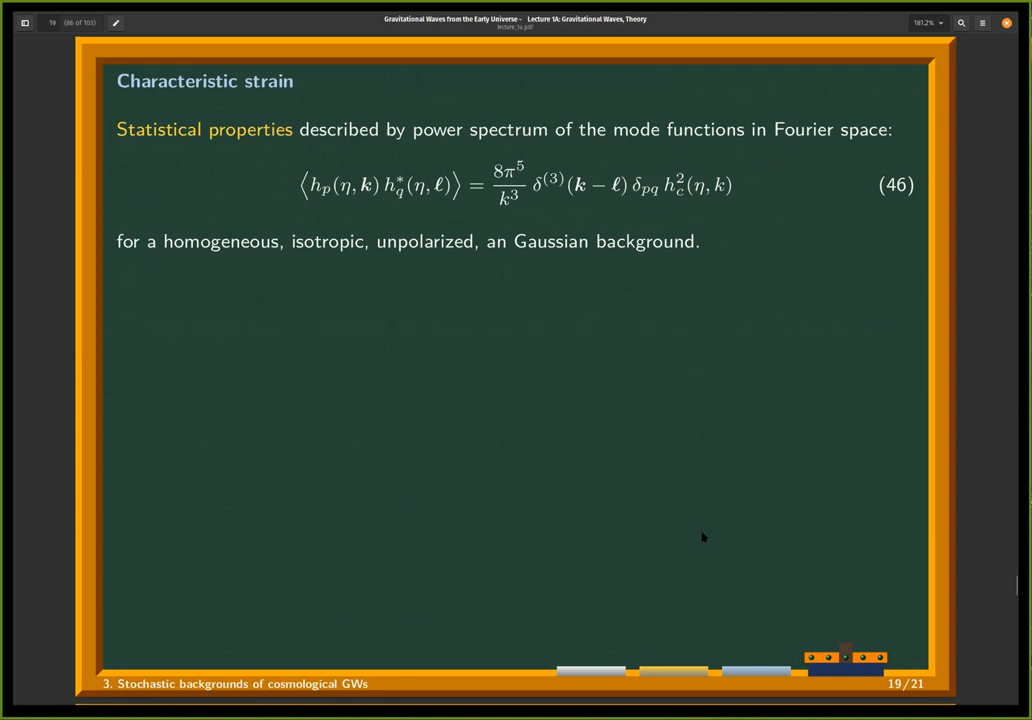 19 (86 of 103)
Gravitational Waves from the Early Universe - Lecture 1A: Gravitational Waves, Theory
lecture_1a.pdf
181.2%
Characteristic strain
Statistical properties described by power spectrum of the mode functions in Fourier space:
⟨h_p(η, k) h_q^*(η, ℓ)⟩ = 8π^5/k^3 δ^(3)(k − ℓ) δ_pq h_c^2(η, k) (46)
for a homogeneous, isotropic, unpolarized, an Gaussian background.
3. Stochastic backgrounds of cosmological GWs 19/21